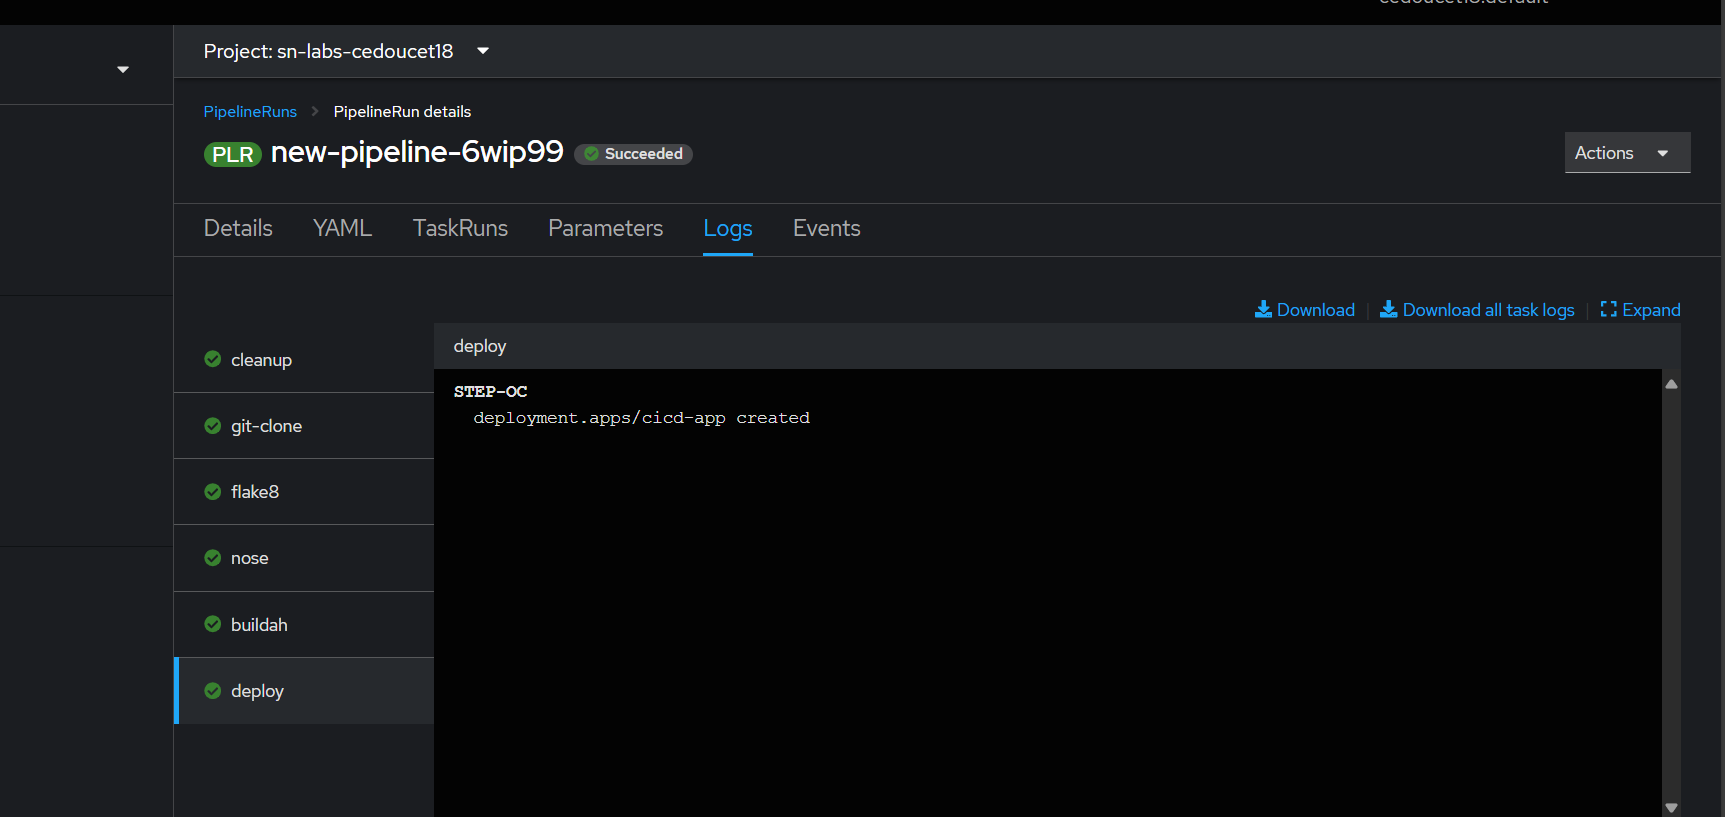 Project: sn-labs-cedoucet18
PipelineRuns > PipelineRun details
PLR new-pipeline-6wip99 Succeeded
Actions
Details YAML TaskRuns Parameters Logs Events
Download Download all task logs Expand
cleanup
git-clone
flake8
nose
buildah
deploy
deploy
STEP-OC
deployment.apps/cicd-app created